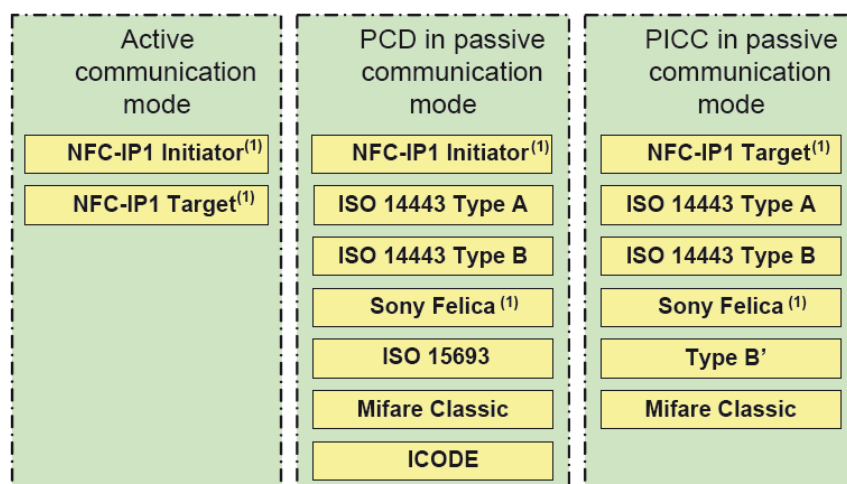 Active
communication
mode
NFC-IP1 Initiator(1)
NFC-IP1 Target(1)
PCD in passive
communication
mode
NFC-IP1 Initiator(1)
ISO 14443 Type A
ISO 14443 Type B
Sony Felica (1)
ISO 15693
Mifare Classic
ICODE
PICC in passive
communication
mode
NFC-IP1 Target(1)
ISO 14443 Type A
ISO 14443 Type B
Sony Felica (1)
Type B’
Mifare Classic